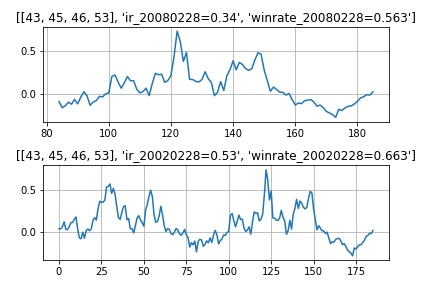 [[43, 45, 46, 53], 'ir_20080228=0.34', 'winrate_20080228=0.563']
0.5
0.0
80 100 120 140 160 180
[[43, 45, 46, 53], 'ir_20020228=0.53', 'winrate_20020228=0.663']
0.5
0.0
0 25 50 75 100 125 150 175